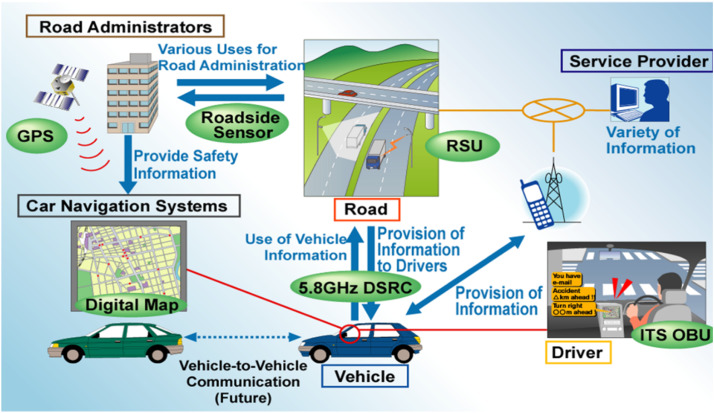 Road Administrators
Various Uses for
Road Administration
Service Provider
GPS
Roadside
Sensor
RSU
Variety of
Information
Provide Safety
Information
Car Navigation Systems
Road
Use of Vehicle
Information
Provision of
Information
to Drivers
Digital Map
5.8GHz DSRC
Provision of
Information
You have
e-mail
Accident
△km ahead !!
Turn right
○○m ahead
ITS OBU
Driver
Vehicle-to-Vehicle
Communication
(Future)
Vehicle